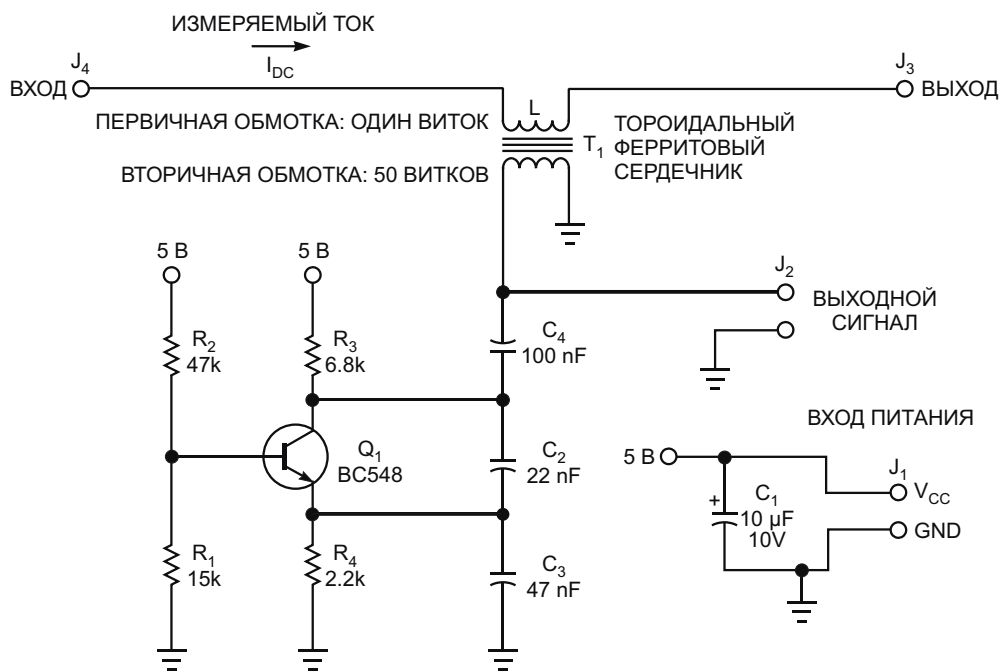 ИЗМЕРЯЕМЫЙ ТОК
J4
IDC
J3
ВХОД
ВЫХОД
L
ПЕРВИЧНАЯ ОБМОТКА: ОДИН ВИТОК
T1
ТОРОИДАЛЬНЫЙ
ФЕРРИТОВЫЙ
СЕРДЕЧНИК
ВТОРИЧНАЯ ОБМОТКА: 50 ВИТКОВ
5 В
5 В
J2
ВЫХОДНОЙ
СИГНАЛ
R2
47k
R3
6.8k
C4
100 nF
Q1
BC548
C2
22 nF
ВХОД ПИТАНИЯ
5 В
J1
VCC
+
C1
10 µF
10V
GND
R1
15k
R4
2.2k
C3
47 nF